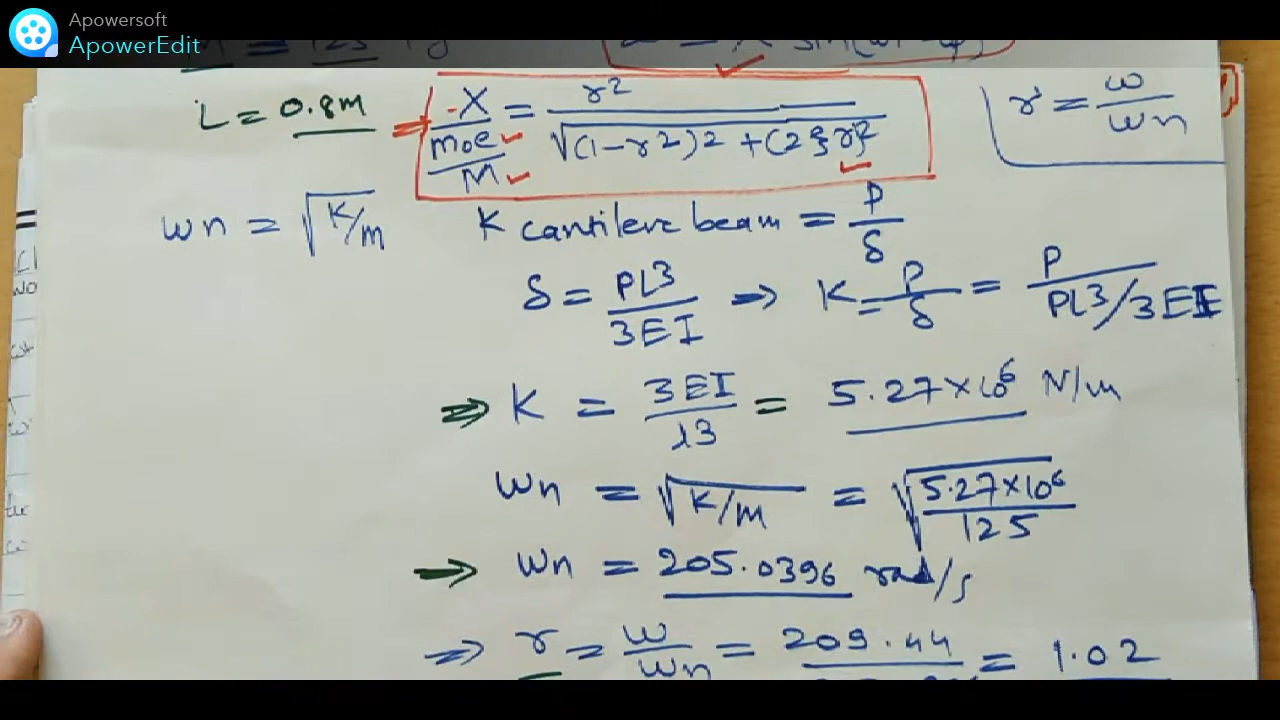 Apowersoft
ApowerEdit
L = 0.8m ⇒ X/(m₀e/M) = r²/√((1-r²)² + (2ξr)²)
r = ω/ωn
ωn = √(K/m) K cantileve beam = P/δ
δ = PL³/3EI ⇒ K = P/δ = P/(PL³/3EI)
⇒ K = 3EI/L³ = 5.27×10⁶ N/m
ωn = √(K/m) = √(5.27×10⁶/125)
⇒ ωn = 205.0396 rad/s
⇒ r = ω/ωn = 209.44 = 1.02